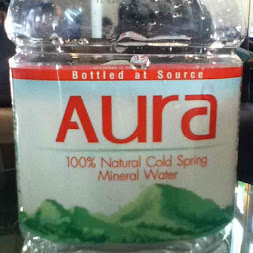 Bottled at Source
Aura
100% Natural Cold Spring
Mineral Water